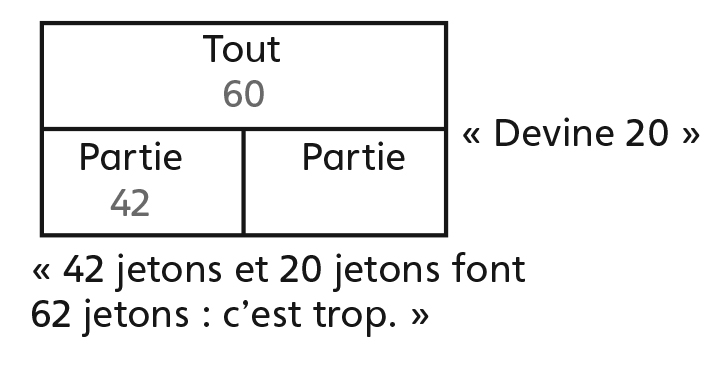 Tout
60
Partie
Partie
42
« Devine 20 »
« 42 jetons et 20 jetons font
62 jetons : c’est trop. »